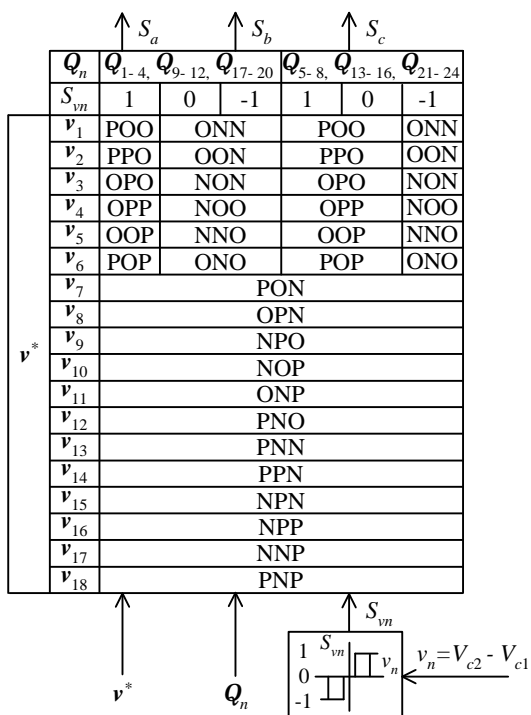 S_a S_b S_c
Q_n Q_1-4, Q_9-12, Q_17-20 Q_5-8, Q_13-16, Q_21-24
S_vn 1 0 -1 1 0 -1
v_1 POO ONN POO ONN
v_2 PPO OON PPO OON
v_3 OPO NON OPO NON
v_4 OPP NOO OPP NOO
v_5 OOP NNO OOP NNO
v_6 POP ONO POP ONO
v_7 PON
v_8 OPN
v_9 NPO
v* v_10 NOP
v_11 ONP
v_12 PNO
v_13 PNN
v_14 PPN
v_15 NPN
v_16 NPP
v_17 NNP
v_18 PNP
S_vn
v* Q_n 1 0 -1 S_vn v_n v_n=V_c2 - V_c1